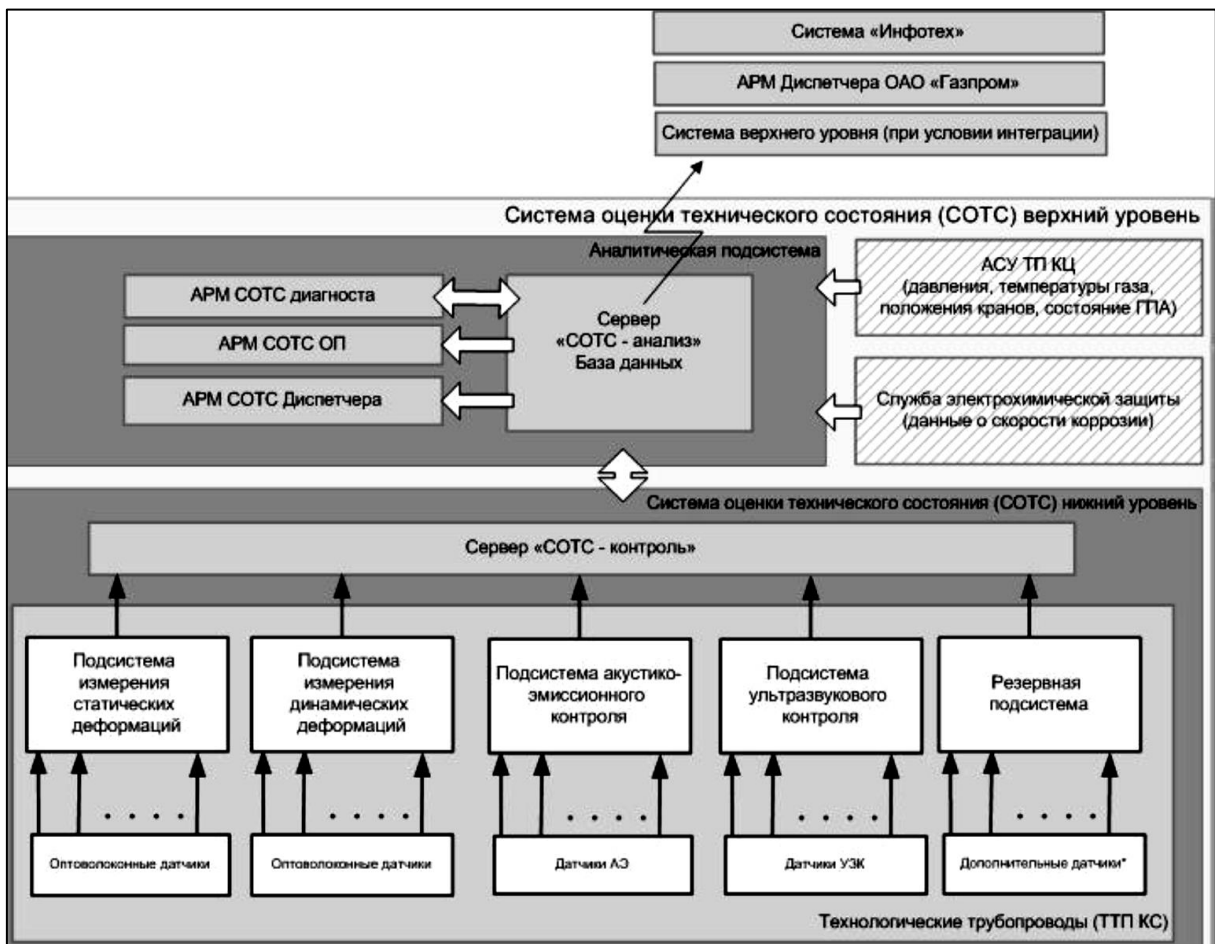 Система «Инфотех»
АРМ Диспетчера ОАО «Газпром»
Система верхнего уровня (при условии интеграции)
Система оценки технического состояния (СОТС) верхний уровень
Аналитическая подсистема
АРМ СОТС диагноста
АРМ СОТС ОП
АРМ СОТС Диспетчера
Сервер
«СОТС - анализ»
База данных
АСУ ТП КЦ
(давления, температуры газа,
положения кранов, состояние ГПА)
Служба электрохимической защиты
(данные о скорости коррозии)
Система оценки технического состояния (СОТС) нижний уровень
Сервер «СОТС - контроль»
Подсистема
измерения
статических
деформаций
Подсистема
измерения
динамических
деформаций
Подсистема акустико-
эмиссионного
контроля
Подсистема
ультразвукового
контроля
Резервная
подсистема
Оптоволоконные датчики
Оптоволоконные датчики
Датчики АЭ
Датчики УЗК
Дополнительные датчики*
Технологические трубопроводы (ТТП КС)